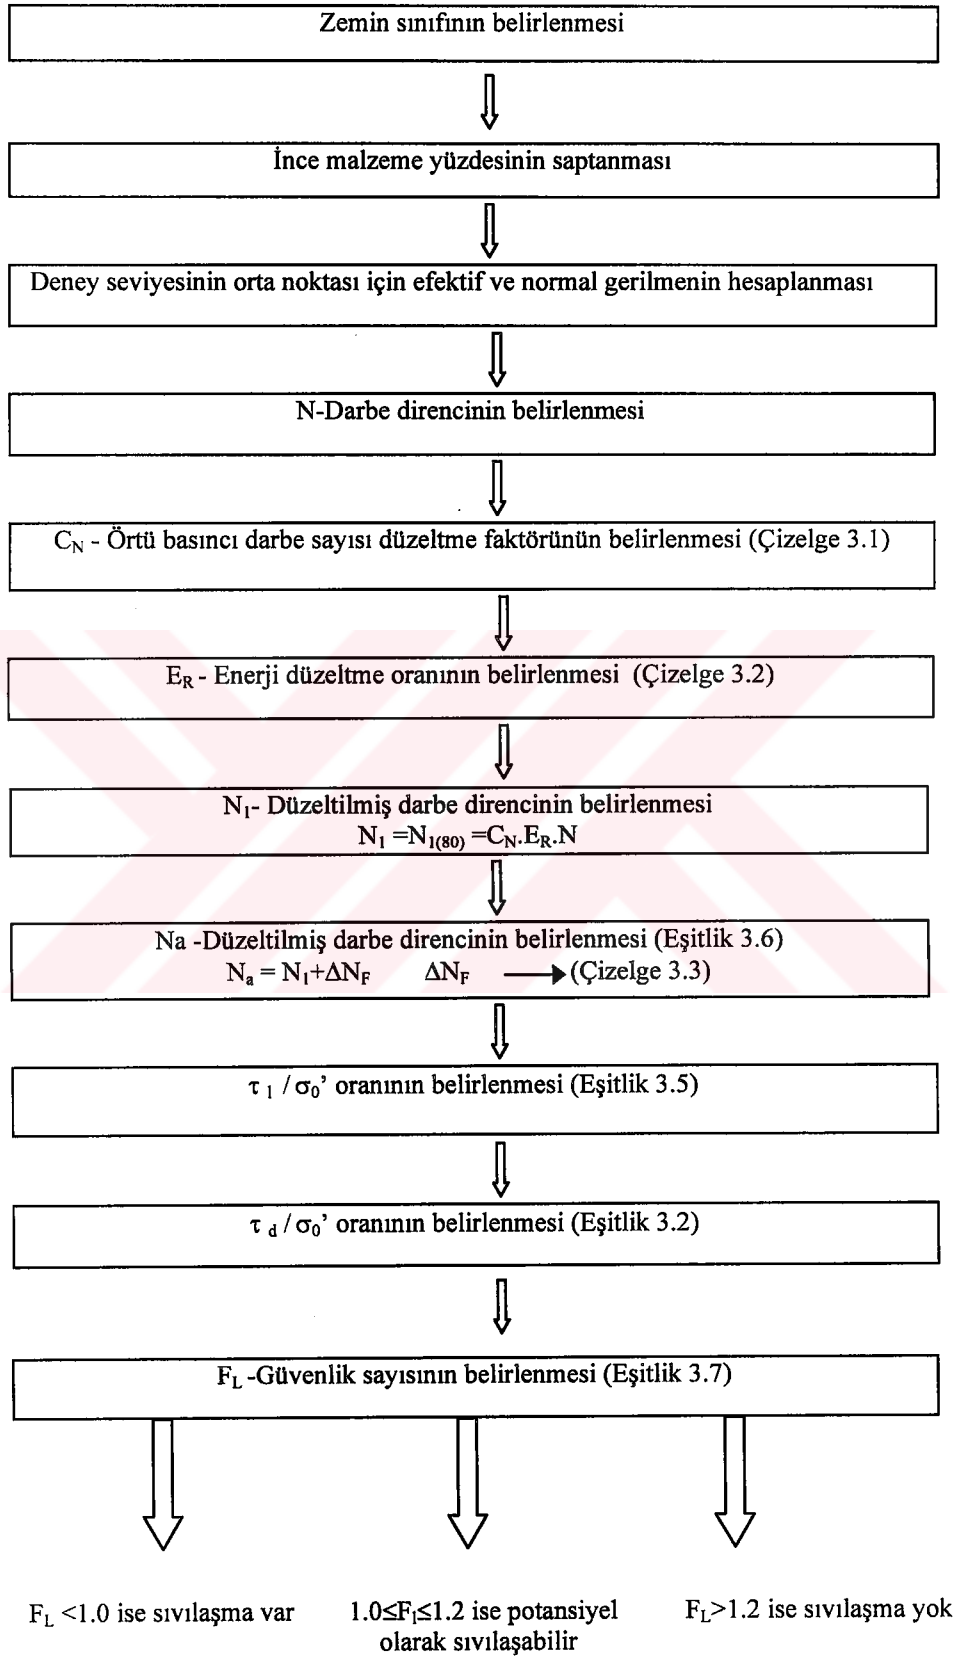 Zemin sınıfının belirlenmesi
İnce malzeme yüzdesinin saptanması
Deney seviyesinin orta noktası için efektif ve normal gerilmenin hesaplanması
N-Darbe direncinin belirlenmesi
C_N - Örtü basıncı darbe sayısı düzeltme faktörünün belirlenmesi (Çizelge 3.1)
E_R - Enerji düzeltme oranının belirlenmesi (Çizelge 3.2)
N_1- Düzeltilmiş darbe direncinin belirlenmesi
N_1 =N_1(80) =C_N.E_R.N
Na -Düzeltilmiş darbe direncinin belirlenmesi (Eşitlik 3.6)
N_a = N_1+ΔN_F ΔN_F → (Çizelge 3.3)
τ_1 / σ_0’ oranının belirlenmesi (Eşitlik 3.5)
τ_d / σ_0’ oranının belirlenmesi (Eşitlik 3.2)
F_L -Güvenlik sayısının belirlenmesi (Eşitlik 3.7)
F_L <1.0 ise sıvılaşma var
1.0≤F_l≤1.2 ise potansiyel
olarak sıvılaşabilir
F_L>1.2 ise sıvılaşma yok